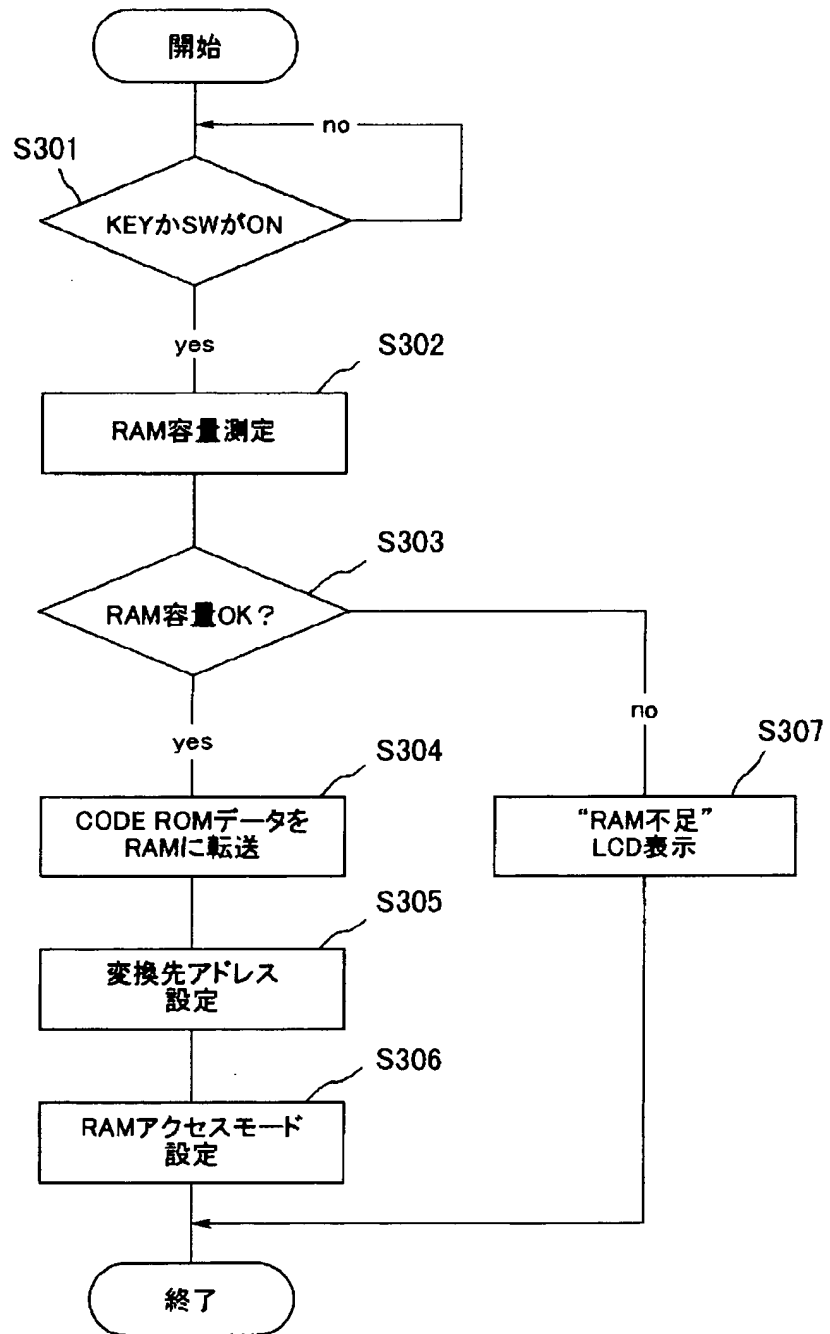 開始
no
S301
KEYかSWがON
yes
S302
RAM容量測定
S303
RAM容量OK？
no
yes
S304
S307
CODE ROMデータを
RAMに転送
“RAM不足”
LCD表示
S305
変換先アドレス
設定
S306
RAMアクセスモード
設定
終了